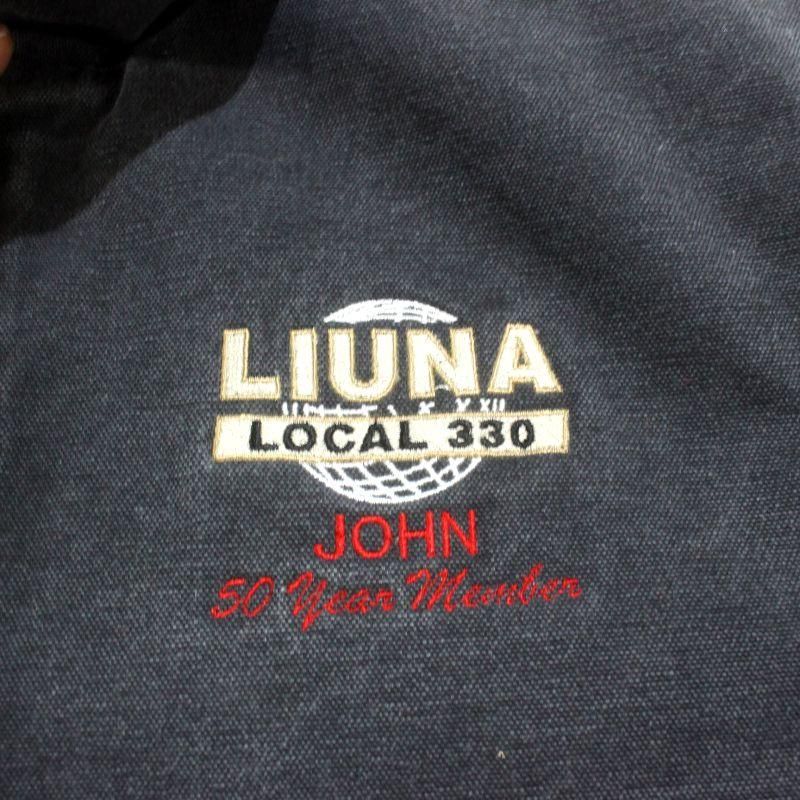 LIUNA
LOCAL 330
JOHN
50 Year Member